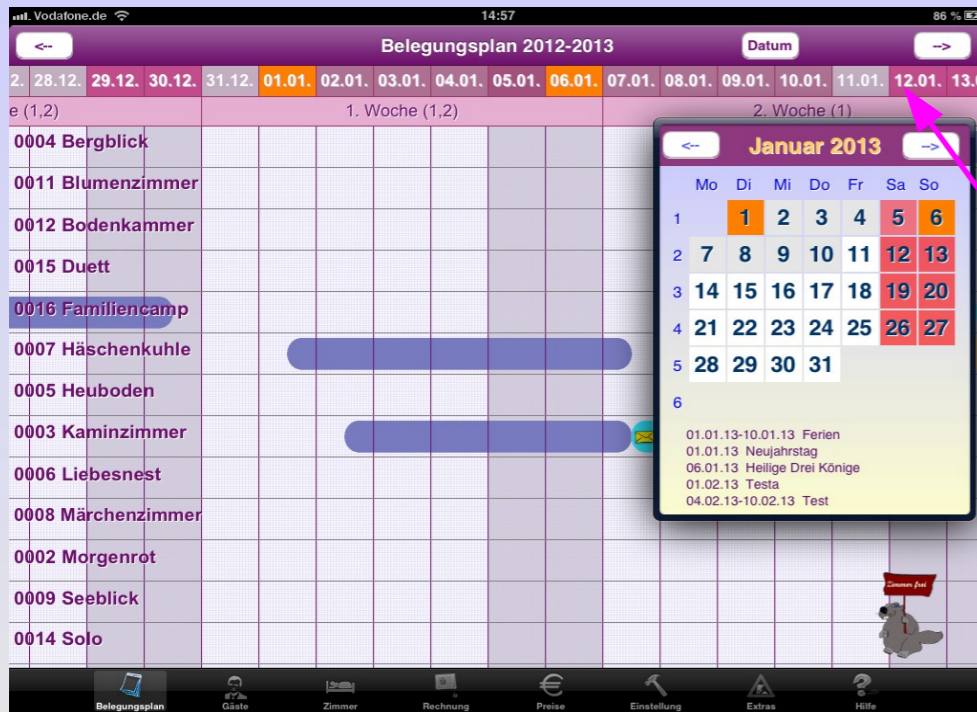 Vodafone.de 14:57 86 %
<-- Belegungsplan 2012-2013 Datum -->
2. 28.12. 29.12. 30.12. 31.12. 01.01. 02.01. 03.01. 04.01. 05.01. 06.01. 07.01. 08.01. 09.01. 10.01. 11.01. 12.01. 13.0
e (1,2) 1. Woche (1,2) 2. Woche (1)
0004 Bergblick
0011 Blumenzimmer
0012 Bodenkammer
0015 Duett
0016 Familiencamp
0007 Häschenkuhle
0005 Heuboden
0003 Kaminzimmer
0006 Liebesnest
0008 Märchenzimmer
0002 Morgenrot
0009 Seeblick
0014 Solo
<-- Januar 2013 -->
Mo Di Mi Do Fr Sa So
1 1 2 3 4 5 6
2 7 8 9 10 11 12 13
3 14 15 16 17 18 19 20
4 21 22 23 24 25 26 27
5 28 29 30 31
6
01.01.13-10.01.13 Ferien
01.01.13 Neujahrstag
06.01.13 Heilige Drei Könige
01.02.13 Testa
04.02.13-10.02.13 Test
Zimmer frei
Belegungsplan Gäste Zimmer Rechnung Preise Einstellung Extras Hilfe